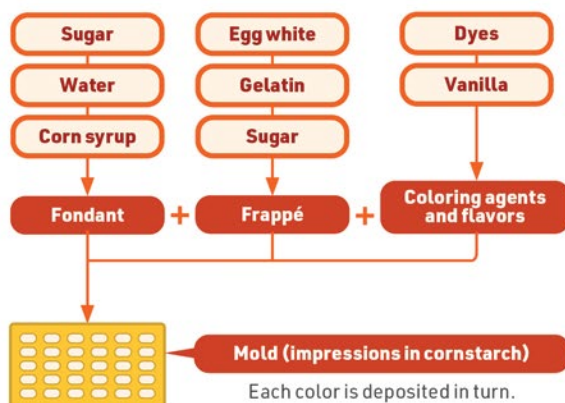 Sugar
Water
Corn syrup
Fondant
+
Egg white
Gelatin
Sugar
Frappé
+
Dyes
Vanilla
Coloring agents
and flavors
Mold (impressions in cornstarch)
Each color is deposited in turn.